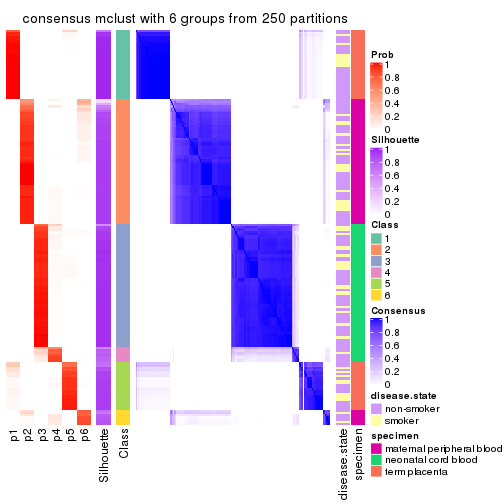 consensus mclust with 6 groups from 250 partitions
p1
p2
p3
p4
p5
p6
Silhouette
Class
disease.state
specimen
Prob
1
0.8
0.6
0.4
0.2
0
Silhouette
1
0.8
0.6
0.4
0.2
0
Class
1
2
3
4
5
6
Consensus
1
0.8
0.6
0.4
0.2
0
disease.state
non-smoker
smoker
specimen
maternal peripheral blood
neonatal cord blood
term placenta